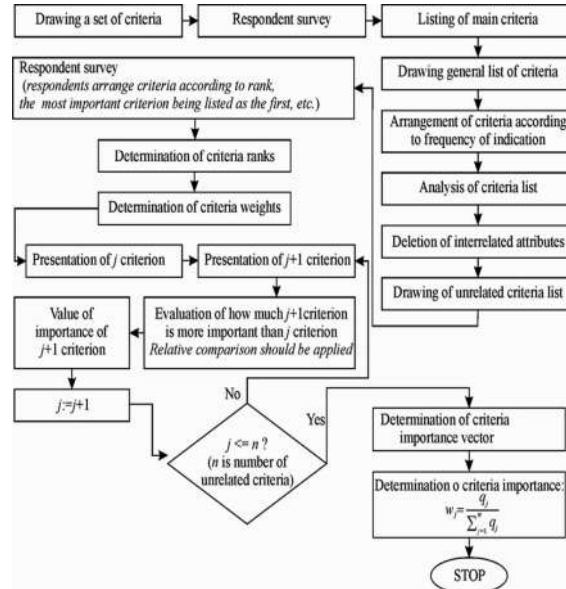 Drawing a set of criteria
Respondent survey
Listing of main criteria
Drawing general list of criteria
Arrangement of criteria according
to frequency of indication
Analysis of criteria list
Deletion of interrelated attributes
Drawing of unrelated criteria list
Respondent survey
(respondents arrange criteria according to rank,
the most important criterion being listed as the first, etc.)
Determination of criteria ranks
Determination of criteria weights
Presentation of j criterion
Presentation of j+1 criterion
Evaluation of how much j+1criterion
is more important than j criterion
Relative comparison should be applied
Value of
importance of
j+1 criterion
j:=j+1
j <= n ?
(n is number of
unrelated criteria)
No
Yes
Determination of criteria
importance vector
Determination o criteria importance:
w_j = q_j / ∑_{j=1}^{n} q_j
STOP